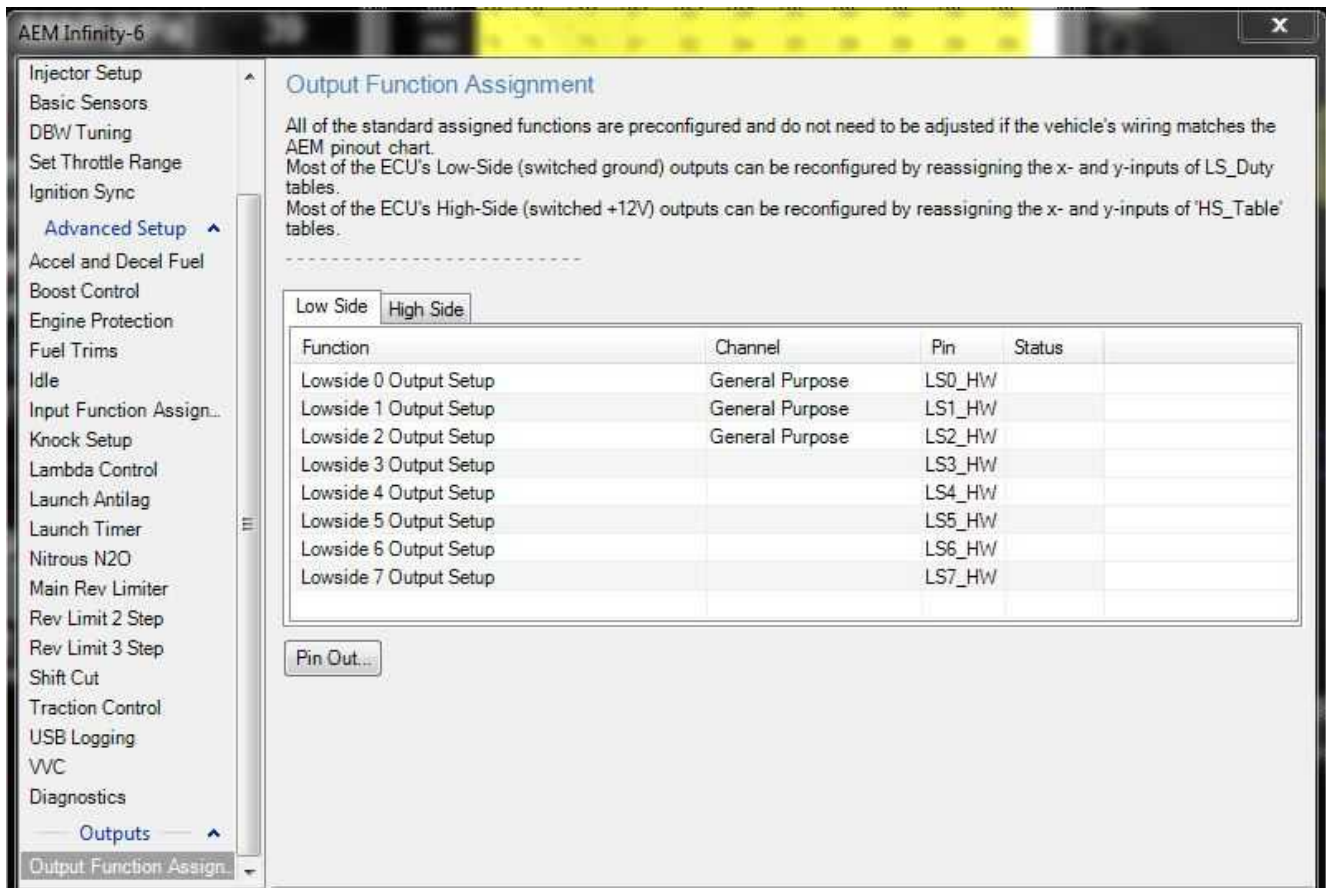 AEM Infinity-6
X
Injector Setup
Basic Sensors
DBW Tuning
Set Throttle Range
Ignition Sync
Advanced Setup
Accel and Decel Fuel
Boost Control
Engine Protection
Fuel Trims
Idle
Input Function Assign...
Knock Setup
Lambda Control
Launch Antilag
Launch Timer
Nitrous N2O
Main Rev Limiter
Rev Limit 2 Step
Rev Limit 3 Step
Shift Cut
Traction Control
USB Logging
VVC
Diagnostics
Outputs
Output Function Assign..
Output Function Assignment
All of the standard assigned functions are preconfigured and do not need to be adjusted if the vehicle's wiring matches the
AEM pinout chart.
Most of the ECU's Low-Side (switched ground) outputs can be reconfigured by reassigning the x- and y-inputs of LS_Duty
tables.
Most of the ECU's High-Side (switched +12V) outputs can be reconfigured by reassigning the x- and y-inputs of 'HS_Table'
tables.
- - - - - - - - - - - - - - - - - - - - - - - - - -
Low Side High Side
Function Channel Pin Status
Lowside 0 Output Setup General Purpose LS0_HW
Lowside 1 Output Setup General Purpose LS1_HW
Lowside 2 Output Setup General Purpose LS2_HW
Lowside 3 Output Setup LS3_HW
Lowside 4 Output Setup LS4_HW
Lowside 5 Output Setup LS5_HW
Lowside 6 Output Setup LS6_HW
Lowside 7 Output Setup LS7_HW
Pin Out...